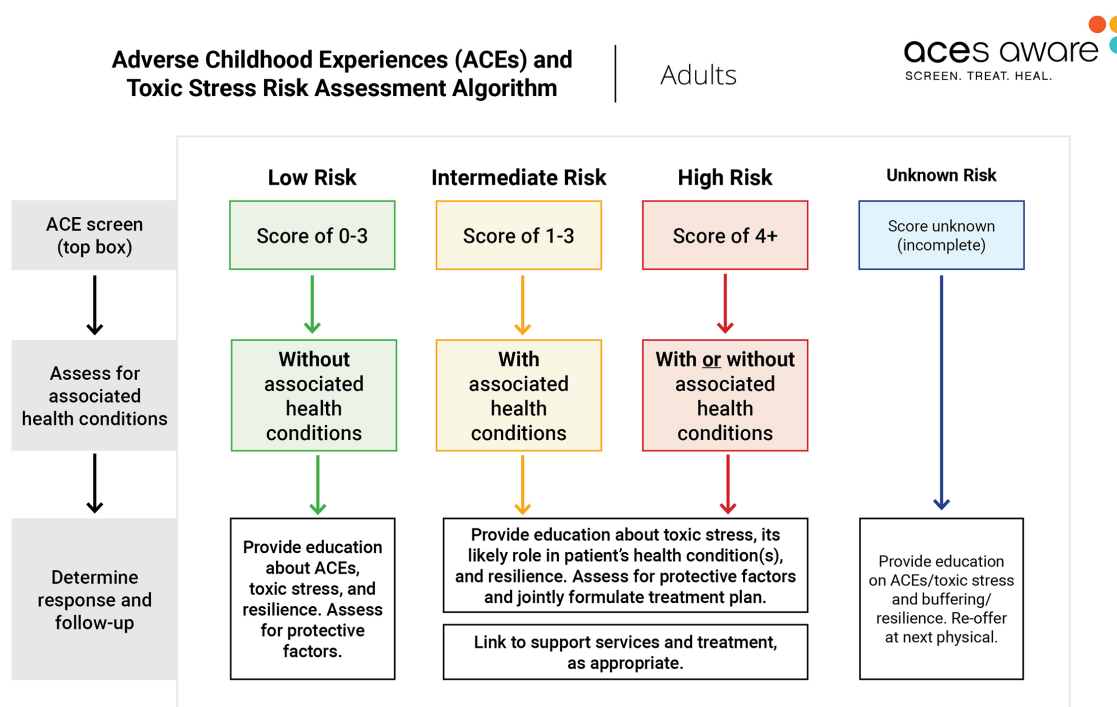 Adverse Childhood Experiences (ACEs) and
Toxic Stress Risk Assessment Algorithm
Adults
aces aware
SCREEN. TREAT. HEAL.
Low Risk
Intermediate Risk
High Risk
Unknown Risk
ACE screen
(top box)
Score of 0-3
Score of 1-3
Score of 4+
Score unknown
(incomplete)
Assess for
associated
health conditions
Without
associated
health
conditions
With
associated
health
conditions
With or without
associated
health
conditions
Determine
response and
follow-up
Provide education
about ACEs,
toxic stress, and
resilience. Assess
for protective
factors.
Provide education about toxic stress, its
likely role in patient's health condition(s),
and resilience. Assess for protective factors
and jointly formulate treatment plan.
Link to support services and treatment,
as appropriate.
Provide education
on ACEs/toxic stress
and buffering/
resilience. Re-offer
at next physical.